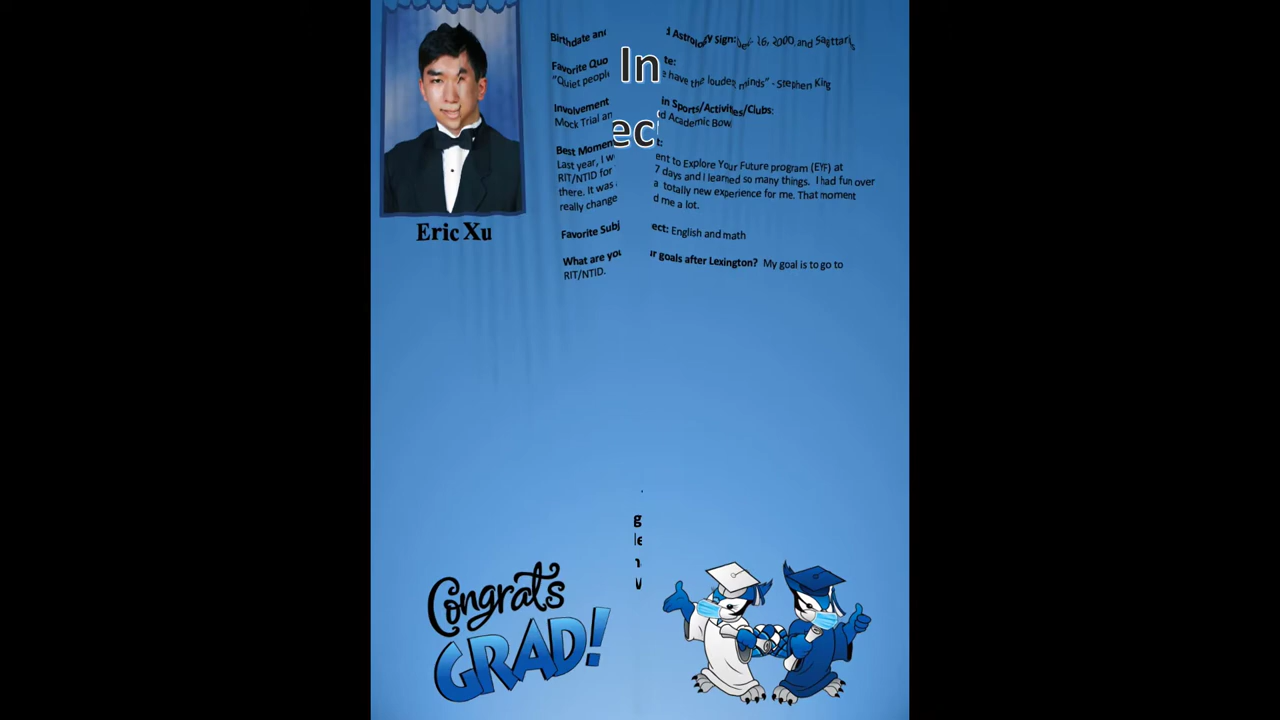 Birthdate and Astrology Sign: Dec. 16, 2000 and Sagittarius
Favorite Quote:
"Quiet people have the loudest minds" - Stephen King
In
Involvement in Sports/Activities/Clubs:
Mock Trial and Academic Bowl
eci
Best Moment:
Last year, I went to Explore Your Future program (EYF) at
RIT/NTID for 7 days and I learned so many things. I had fun over
there. It was a totally new experience for me. That moment
really changed me a lot.
Eric Xu
Favorite Subject: English and math
What are your goals after Lexington? My goal is to go to
RIT/NTID.
g
le
Congrats
GRAD!